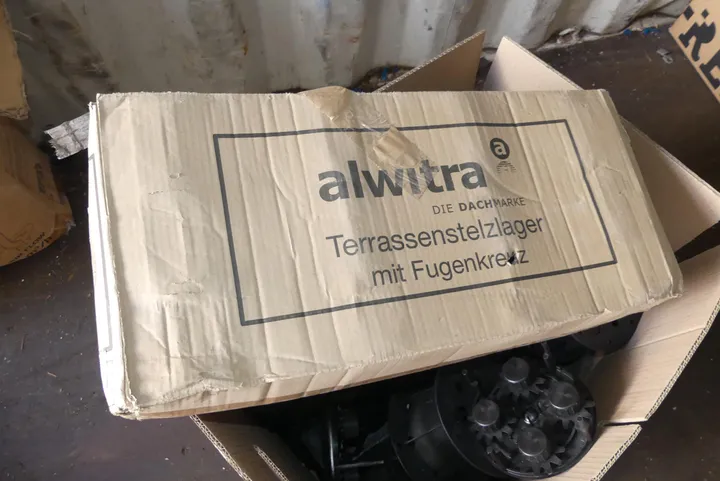 alwitra
a
DIE DACHMARKE
Terrassenstelzlager
mit Fugenkreuz